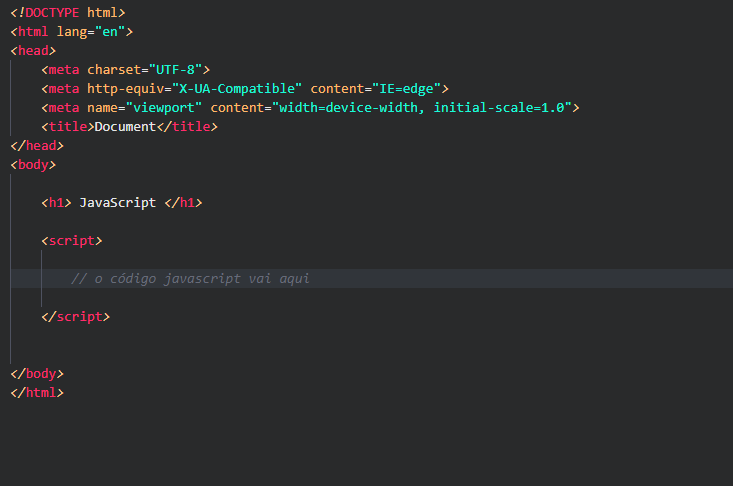 <!DOCTYPE html>
<html lang="en">
<head>
<meta charset="UTF-8">
<meta http-equiv="X-UA-Compatible" content="IE=edge">
<meta name="viewport" content="width=device-width, initial-scale=1.0">
<title>Document</title>
</head>
<body>
<h1> JavaScript </h1>
<script>
// o código javascript vai aqui
</script>
</body>
</html>